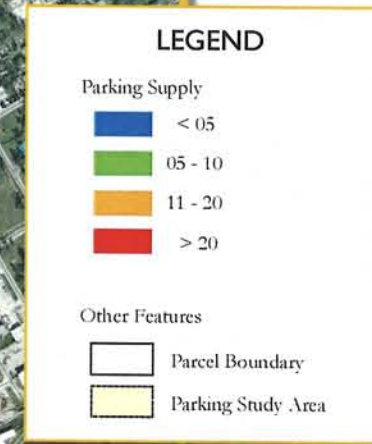 LEGEND
Parking Supply
< 05
05 - 10
11 - 20
> 20
Other Features
Parcel Boundary
Parking Study Area